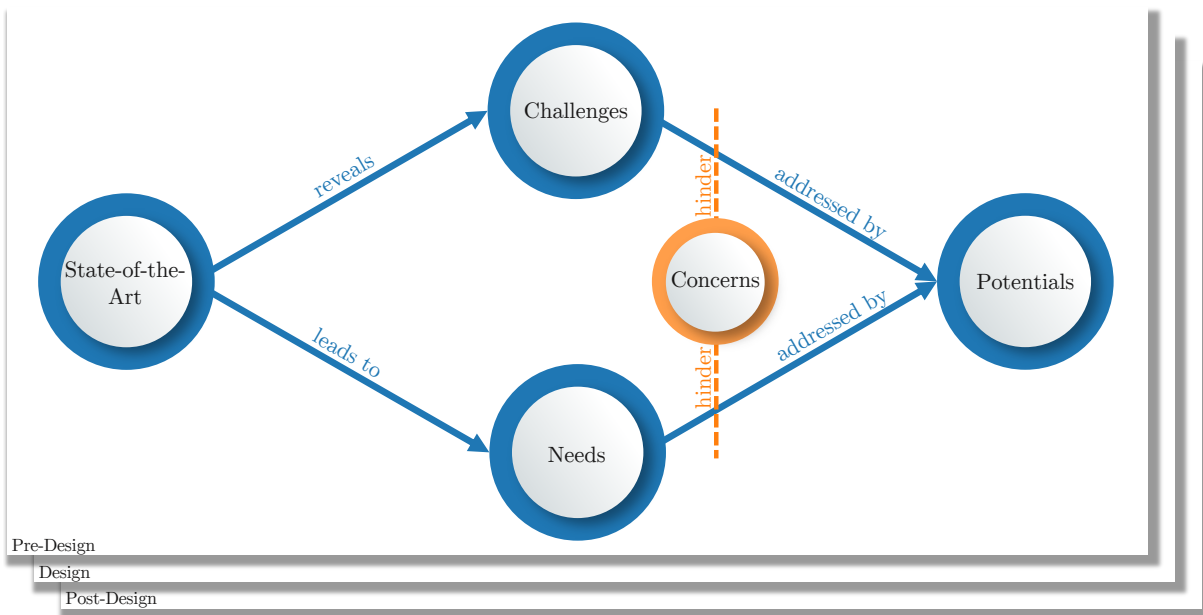 Challenges
reveals
hinder
addressed by
State-of-the-
Art
Concerns
Potentials
leads to
hinder
addressed by
Needs
Pre-Design
Design
Post-Design